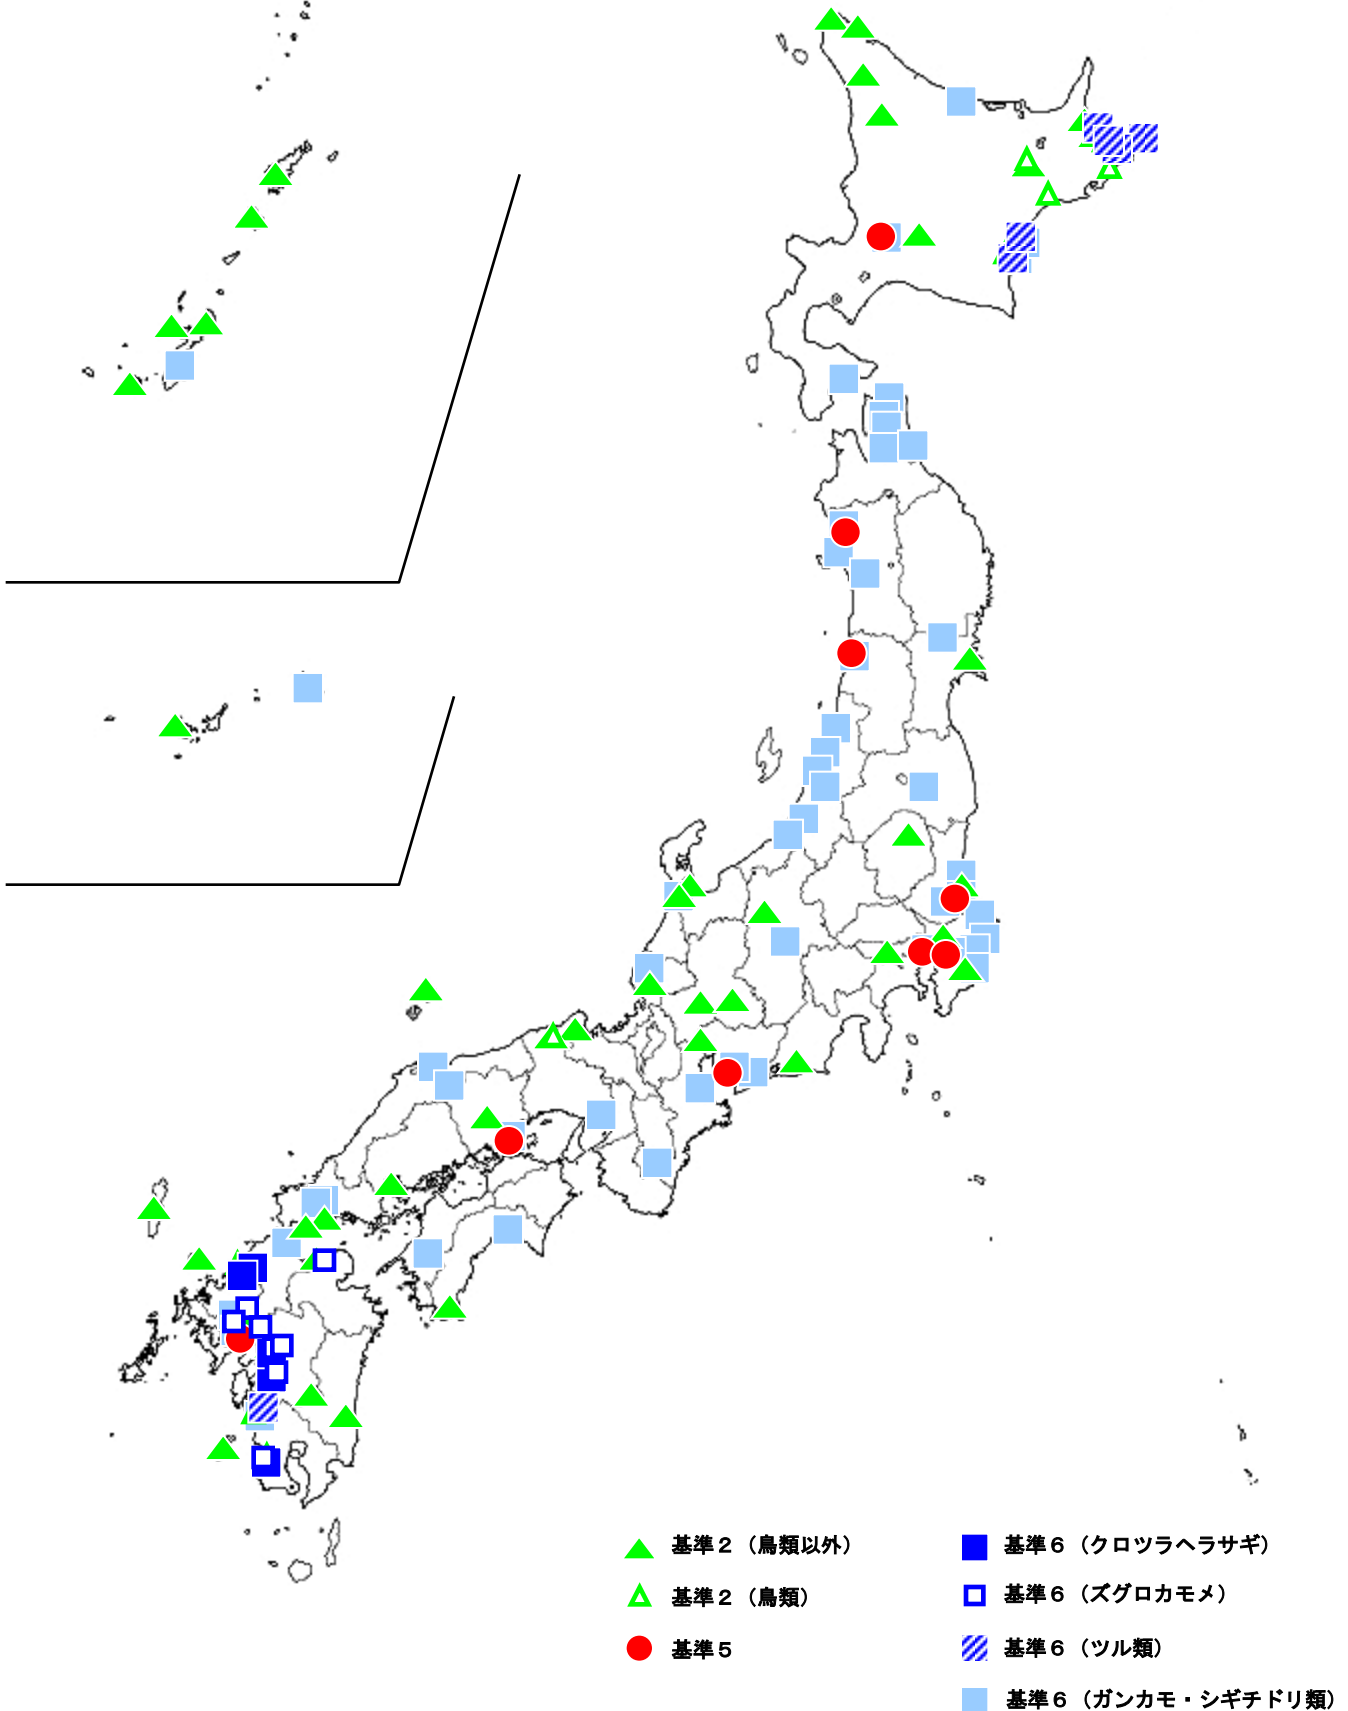 基準２（鳥類以外）
基準２（鳥類）
基準５
基準６（クロツラヘラサギ）
基準６（ズグロカモメ）
基準６（ツル類）
基準６（ガンカモ・シギチドリ類）